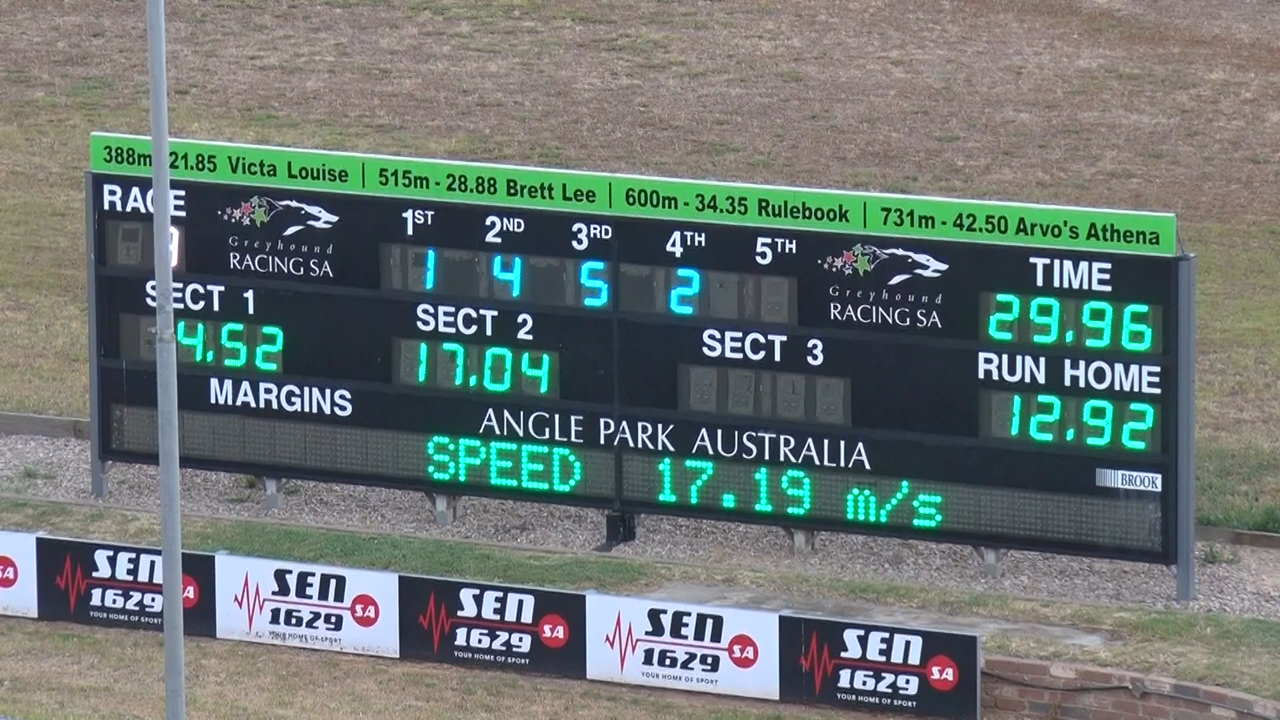 388m 21.85 Victa Louise | 515m - 28.88 Brett Lee | 600m - 34.35 Rulebook | 731m - 42.50 Arvo's Athena
RACE
Greyhound
RACING SA
1ST 2ND 3RD 4TH 5TH
1 4 5 2
Greyhound
RACING SA
TIME
29.96
SECT 1
4.52
SECT 2
17.04
SECT 3
RUN HOME
12.92
MARGINS
ANGLE PARK AUSTRALIA
SPEED 17.19 m/s
BROOK
SA
SEN
1629 SA
YOUR HOME OF SPORT
SEN
1629 SA
YOUR HOME OF SPORT
SEN
1629 SA
YOUR HOME OF SPORT
SEN
1629 SA
YOUR HOME OF SPORT
SEN
1629 SA
YOUR HOME OF SPORT